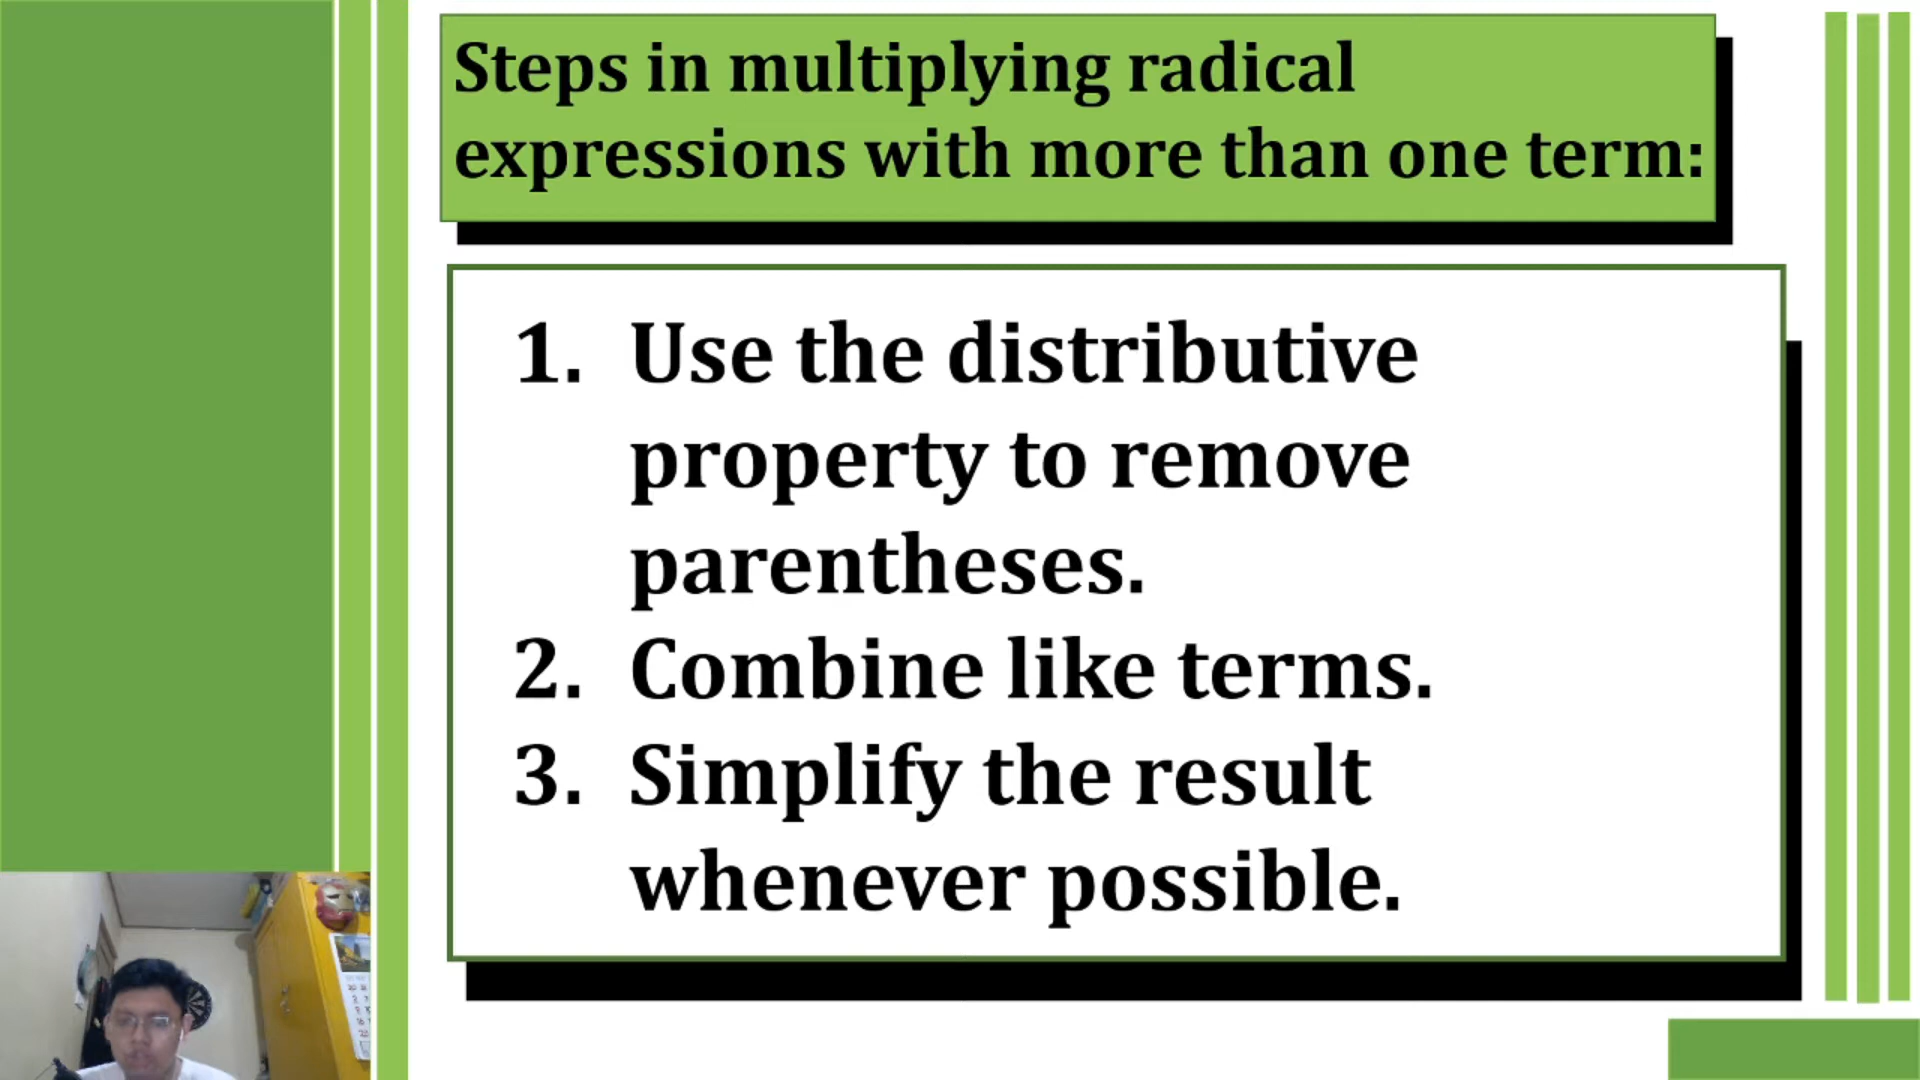 Steps in multiplying radical
expressions with more than one term:
1. Use the distributive
property to remove
parentheses.
2. Combine like terms.
3. Simplify the result
whenever possible.